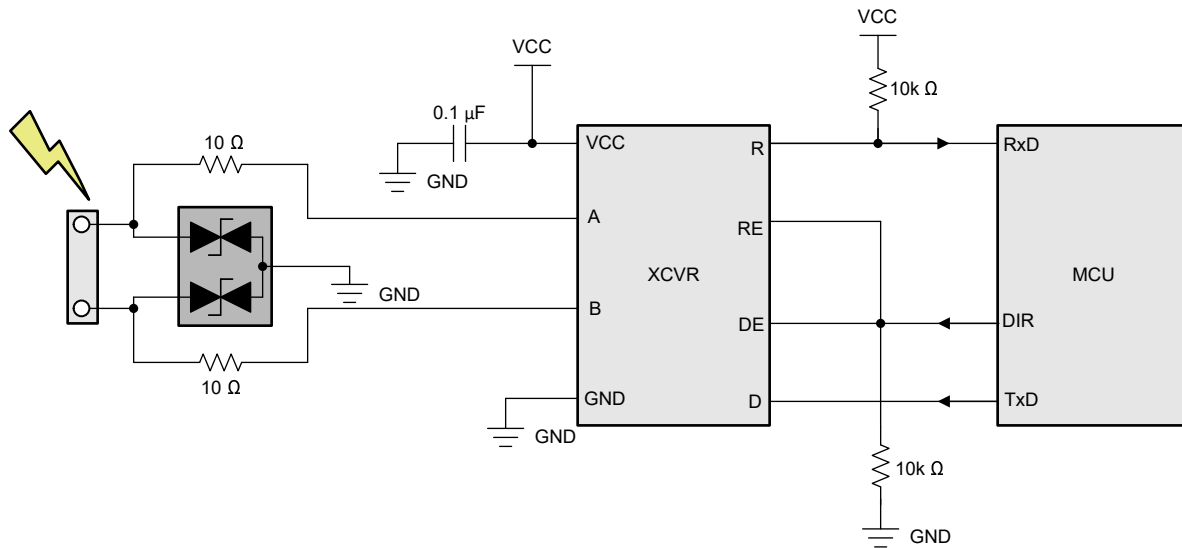 VCC
VCC
10k Ω
0.1 μF
10 Ω
GND
VCC
R
RxD
A
RE
XCVR
MCU
GND
B
DE
DIR
10 Ω
GND
D
TxD
GND
10k Ω
GND